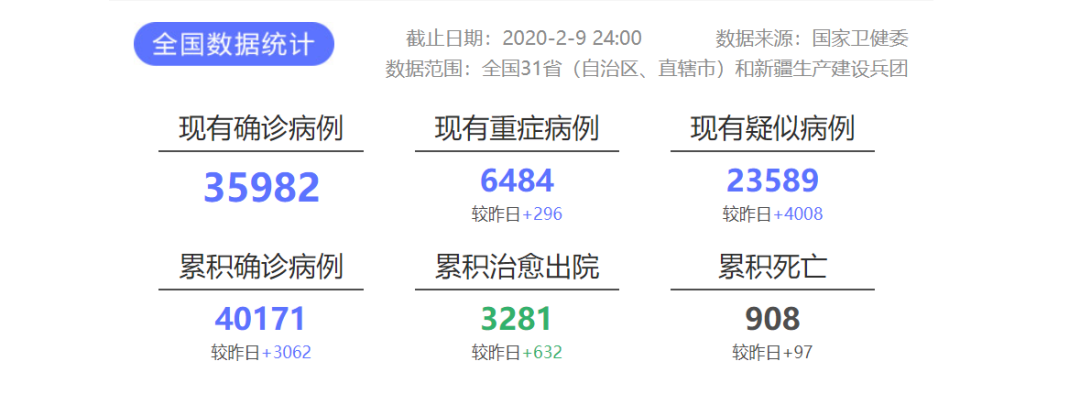 全国数据统计
截止日期：2020-2-9 24:00 数据来源：国家卫健委
数据范围：全国31省（自治区、直辖市）和新疆生产建设兵团
现有确诊病例 现有重症病例 现有疑似病例
35982 6484 23589
较昨日+296 较昨日+4008
累积确诊病例 累积治愈出院 累积死亡
40171 3281 908
较昨日+3062 较昨日+632 较昨日+97